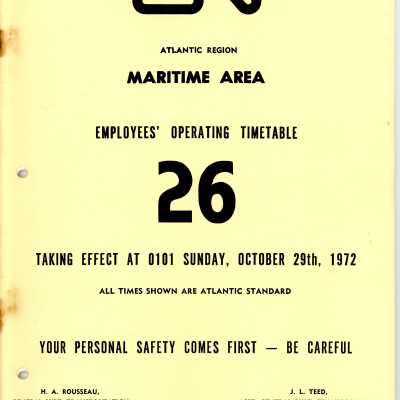 ATLANTIC REGION
MARITIME AREA
EMPLOYEES' OPERATING TIMETABLE
26
TAKING EFFECT AT 0101 SUNDAY, OCTOBER 29th, 1972
ALL TIMES SHOWN ARE ATLANTIC STANDARD
YOUR PERSONAL SAFETY COMES FIRST — BE CAREFUL
H. A. ROUSSEAU,
J. L. TEED,